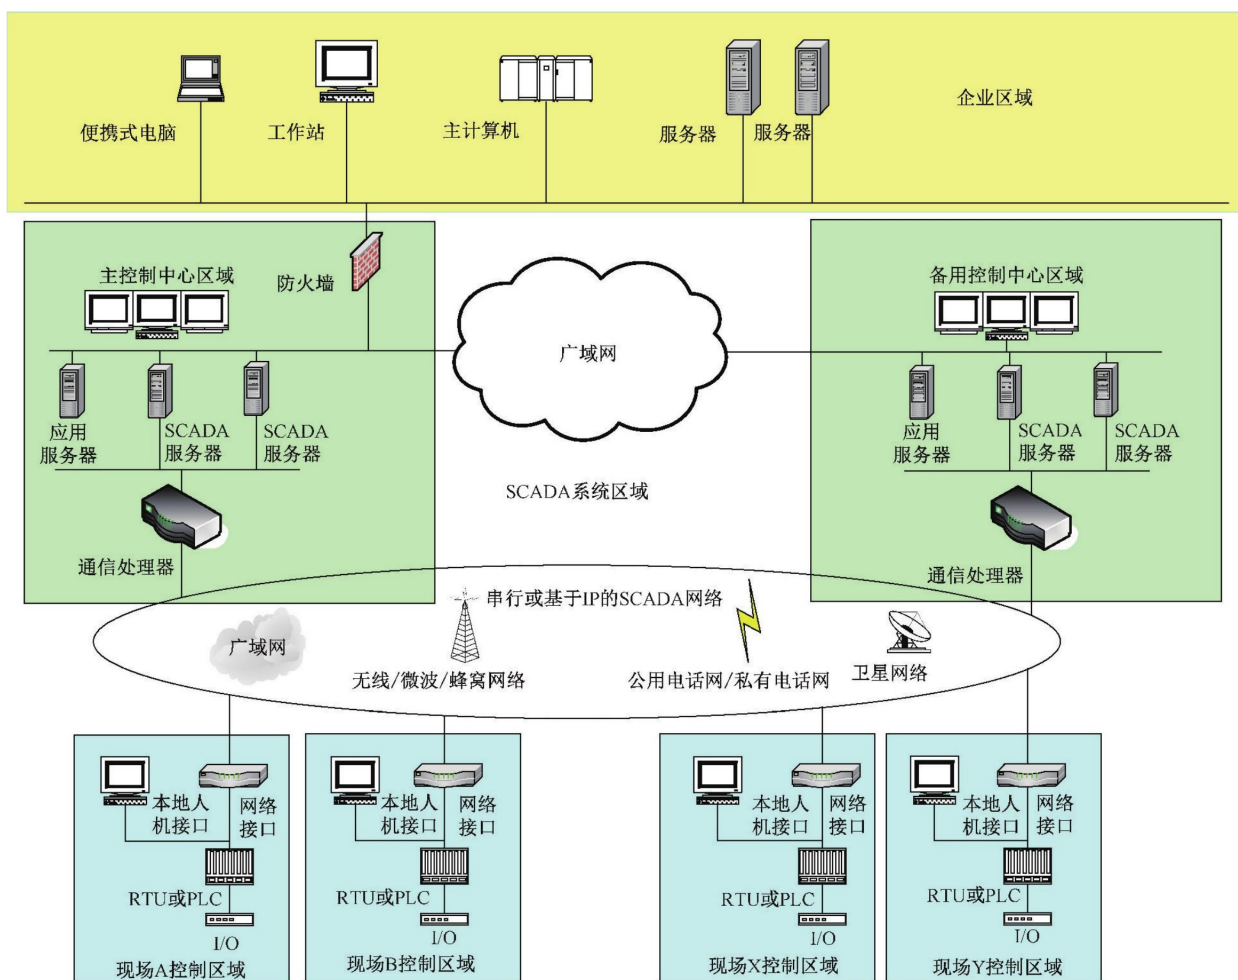 便携式电脑
工作站
主计算机
服务器
服务器
企业区域
主控制中心区域
防火墙
广域网
备用控制中心区域
应用
服务器
SCADA
服务器
SCADA
服务器
应用
服务器
SCADA
服务器
SCADA
服务器
SCADA系统区域
通信处理器
通信处理器
串行或基于IP的SCADA网络
广域网
无线/微波/蜂窝网络
公用电话网/私有电话网
卫星网络
本地人
机接口
网络
接口
RTU或PLC
I/O
现场A控制区域
本地人
机接口
网络
接口
RTU或PLC
I/O
现场B控制区域
本地人
机接口
网络
接口
RTU或PLC
I/O
现场X控制区域
本地人
机接口
网络
接口
RTU或PLC
I/O
现场Y控制区域